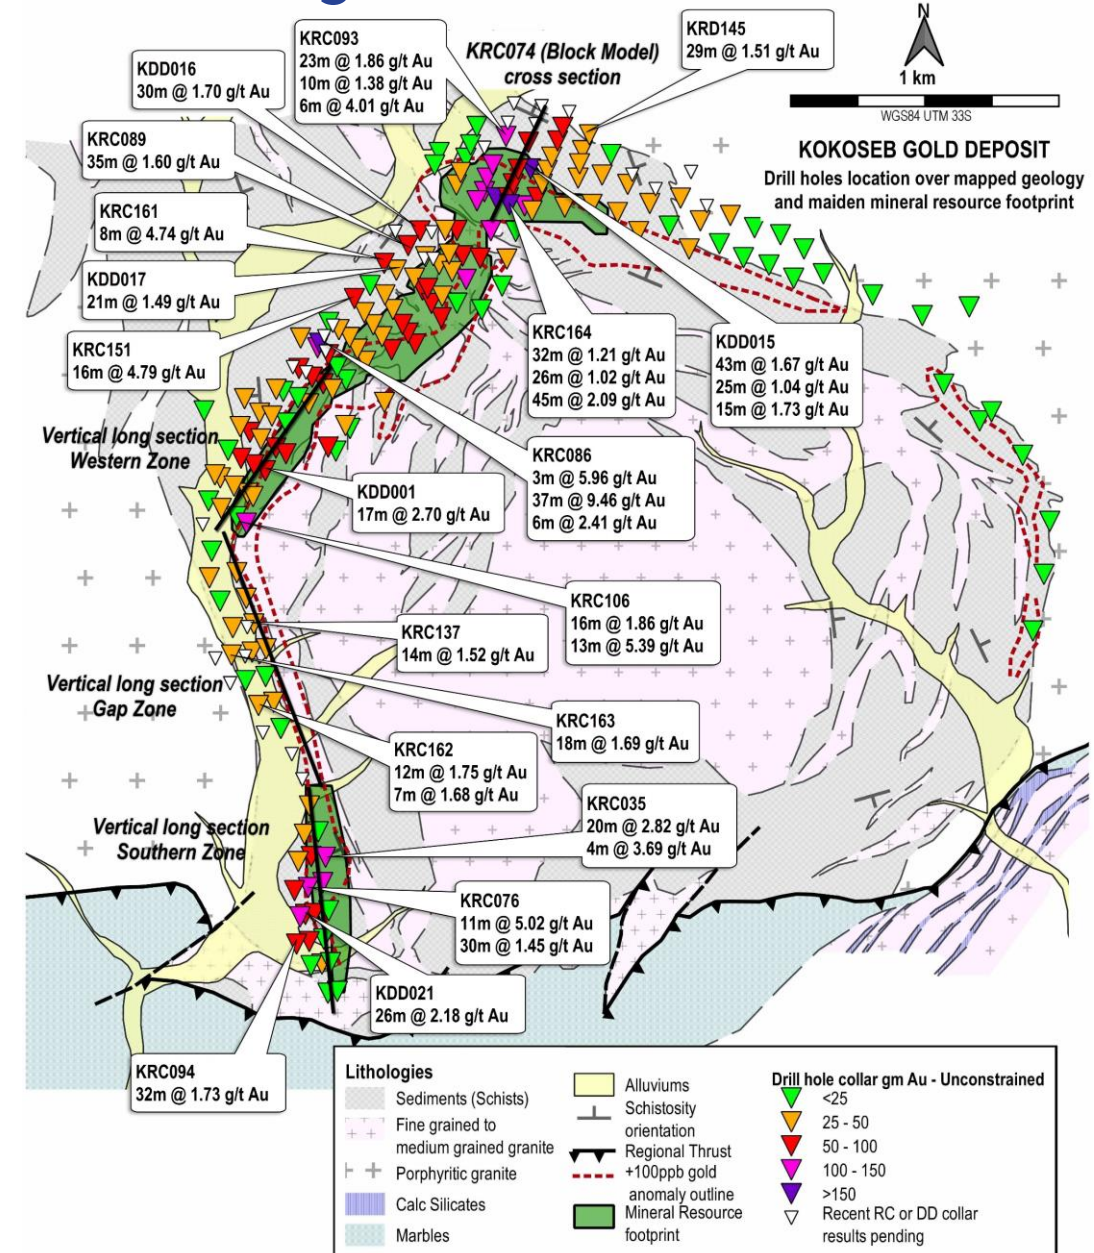 KRC093
23m @ 1.86 g/t Au
10m @ 1.38 g/t Au
6m @ 4.01 g/t Au
KRC074 (Block Model)
cross section
KRD145
29m @ 1.51 g/t Au
N
1 km
WGS84 UTM 33S
KDD016
30m @ 1.70 g/t Au
KOKOSEB GOLD DEPOSIT
Drill holes location over mapped geology
and maiden mineral resource footprint
KRC089
35m @ 1.60 g/t Au
KRC161
8m @ 4.74 g/t Au
KDD017
21m @ 1.49 g/t Au
KRC151
16m @ 4.79 g/t Au
KRC164
32m @ 1.21 g/t Au
26m @ 1.02 g/t Au
45m @ 2.09 g/t Au
KDD015
43m @ 1.67 g/t Au
25m @ 1.04 g/t Au
15m @ 1.73 g/t Au
Vertical long section
Western Zone
KRC086
3m @ 5.96 g/t Au
37m @ 9.46 g/t Au
6m @ 2.41 g/t Au
KDD001
17m @ 2.70 g/t Au
KRC106
16m @ 1.86 g/t Au
13m @ 5.39 g/t Au
KRC137
14m @ 1.52 g/t Au
Vertical long section
Gap Zone
KRC163
18m @ 1.69 g/t Au
KRC162
12m @ 1.75 g/t Au
7m @ 1.68 g/t Au
KRC035
20m @ 2.82 g/t Au
4m @ 3.69 g/t Au
Vertical long section
Southern Zone
KRC076
11m @ 5.02 g/t Au
30m @ 1.45 g/t Au
KDD021
26m @ 2.18 g/t Au
KRC094
32m @ 1.73 g/t Au
Lithologies
Sediments (Schists)
Fine grained to
medium grained granite
Porphyritic granite
Calc Silicates
Marbles
Alluviums
Schistosity
orientation
Regional Thrust
+100ppb gold
anomaly outline
Mineral Resource
footprint
Drill hole collar gm Au - Unconstrained
<25
25 - 50
50 - 100
100 - 150
>150
Recent RC or DD collar
results pending